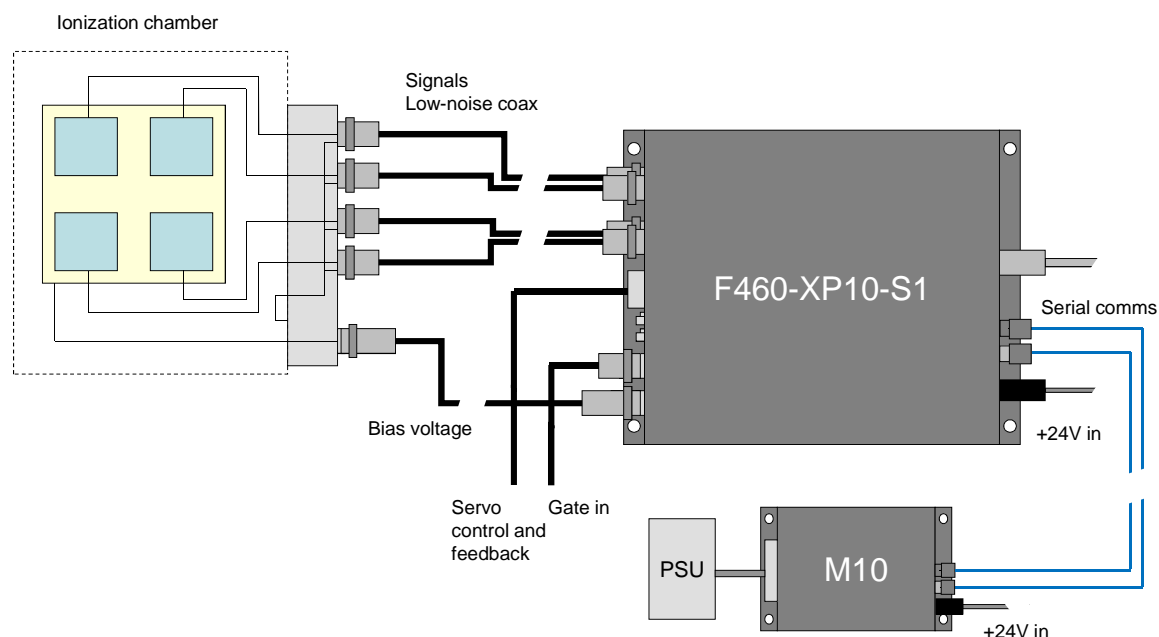 Ionization chamber
Signals
Low-noise coax
F460-XP10-S1
Serial comms
Bias voltage
+24V in
Servo
control and
feedback
Gate in
PSU
M10
+24V in